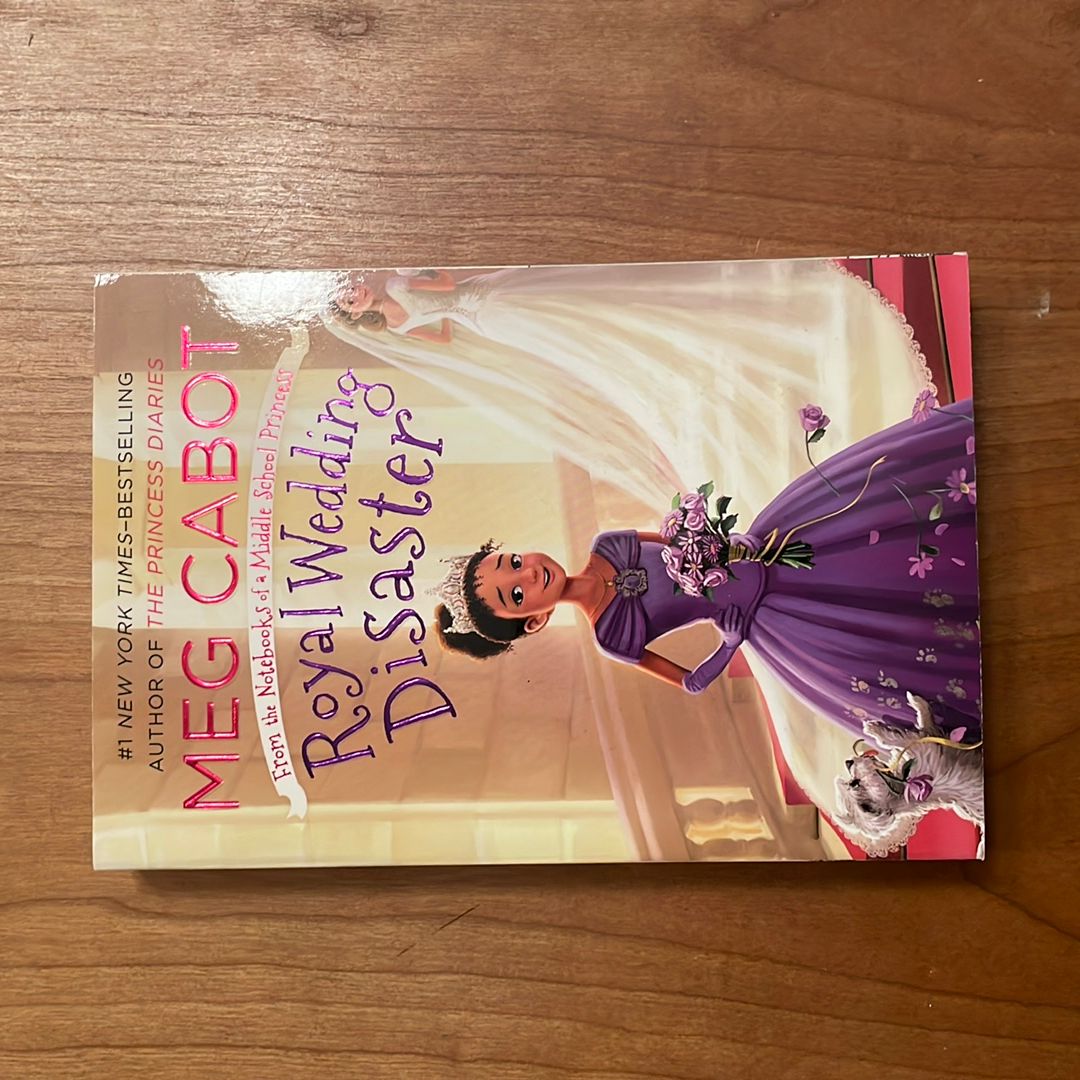 #1 NEW YORK TIMES-BESTSELLING
AUTHOR OF THE PRINCESS DIARIES
MEG CABOT
From the Notebooks of a Middle School Princess
Royal Wedding
Disaster